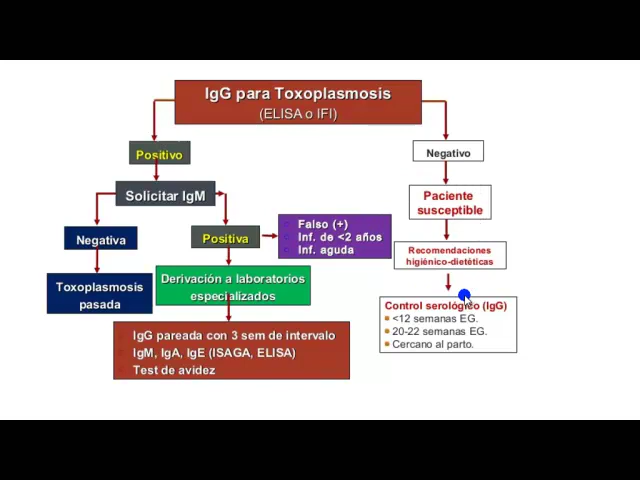 IgG para Toxoplasmosis
(ELISA o IFI)
Positivo
Negativo
Solicitar IgM
Paciente
susceptible
Negativa
Positiva
Falso (+)
Inf. de <2 años
Inf. aguda
Recomendaciones
higiénico-dietéticas
Toxoplasmosis
pasada
Derivación a laboratorios
especializados
Control serológico (IgG)
<12 semanas EG.
20-22 semanas EG.
Cercano al parto.
IgG pareada con 3 sem de intervalo
IgM, IgA, IgE (ISAGA, ELISA)
Test de avidez